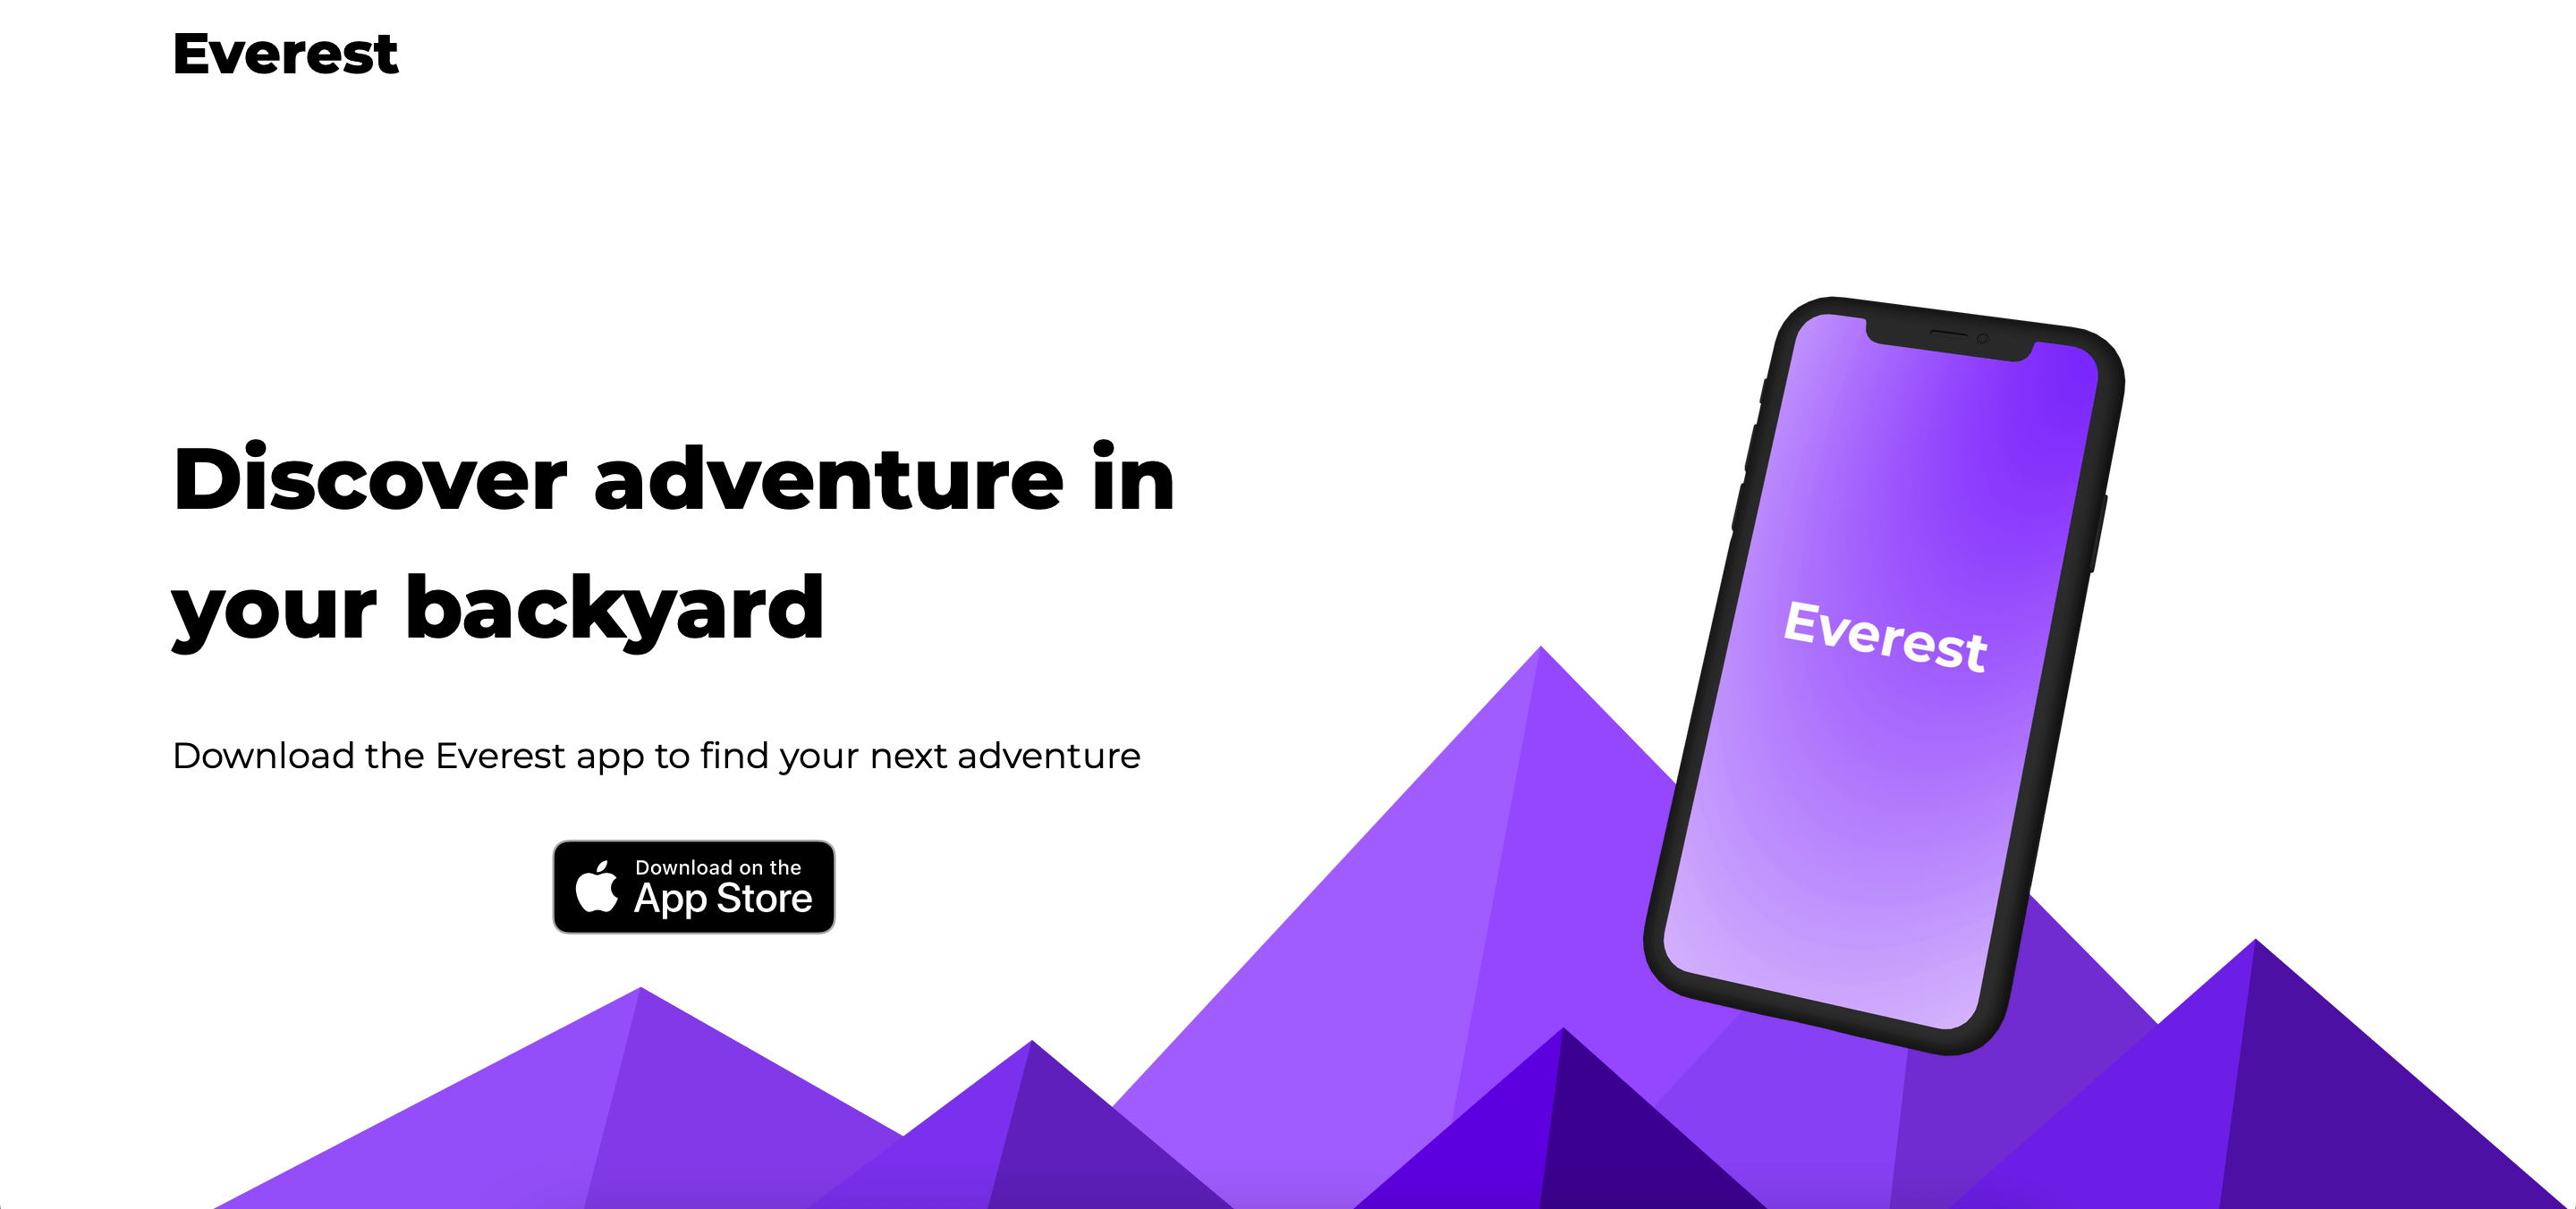 Everest
Discover adventure in
your backyard
Download the Everest app to find your next adventure
Download on the
App Store
Everest